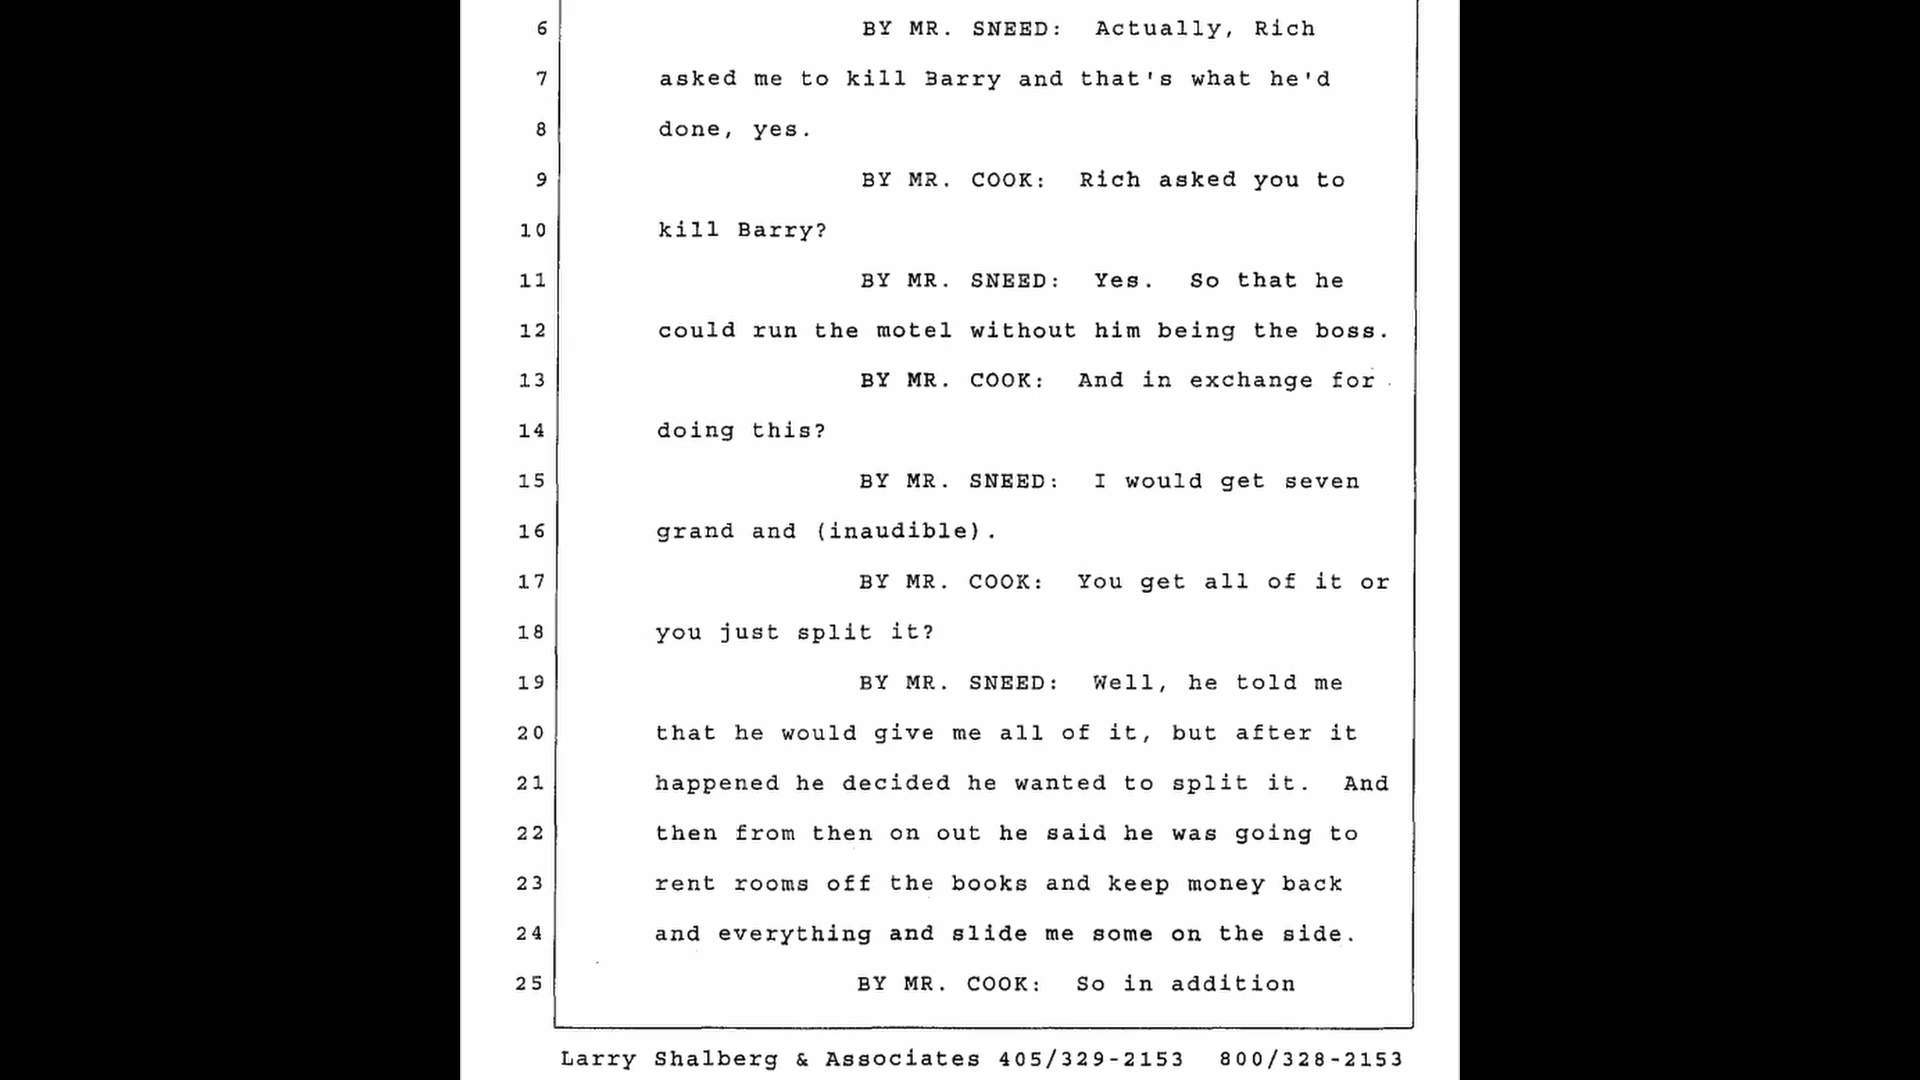 6 BY MR. SNEED: Actually, Rich
7 asked me to kill Barry and that's what he'd
8 done, yes.
9 BY MR. COOK: Rich asked you to
10 kill Barry?
11 BY MR. SNEED: Yes. So that he
12 could run the motel without him being the boss.
13 BY MR. COOK: And in exchange for
14 doing this?
15 BY MR. SNEED: I would get seven
16 grand and (inaudible).
17 BY MR. COOK: You get all of it or
18 you just split it?
19 BY MR. SNEED: Well, he told me
20 that he would give me all of it, but after it
21 happened he decided he wanted to split it. And
22 then from then on out he said he was going to
23 rent rooms off the books and keep money back
24 and everything and slide me some on the side.
25 BY MR. COOK: So in addition
Larry Shalberg & Associates 405/329-2153 800/328-2153